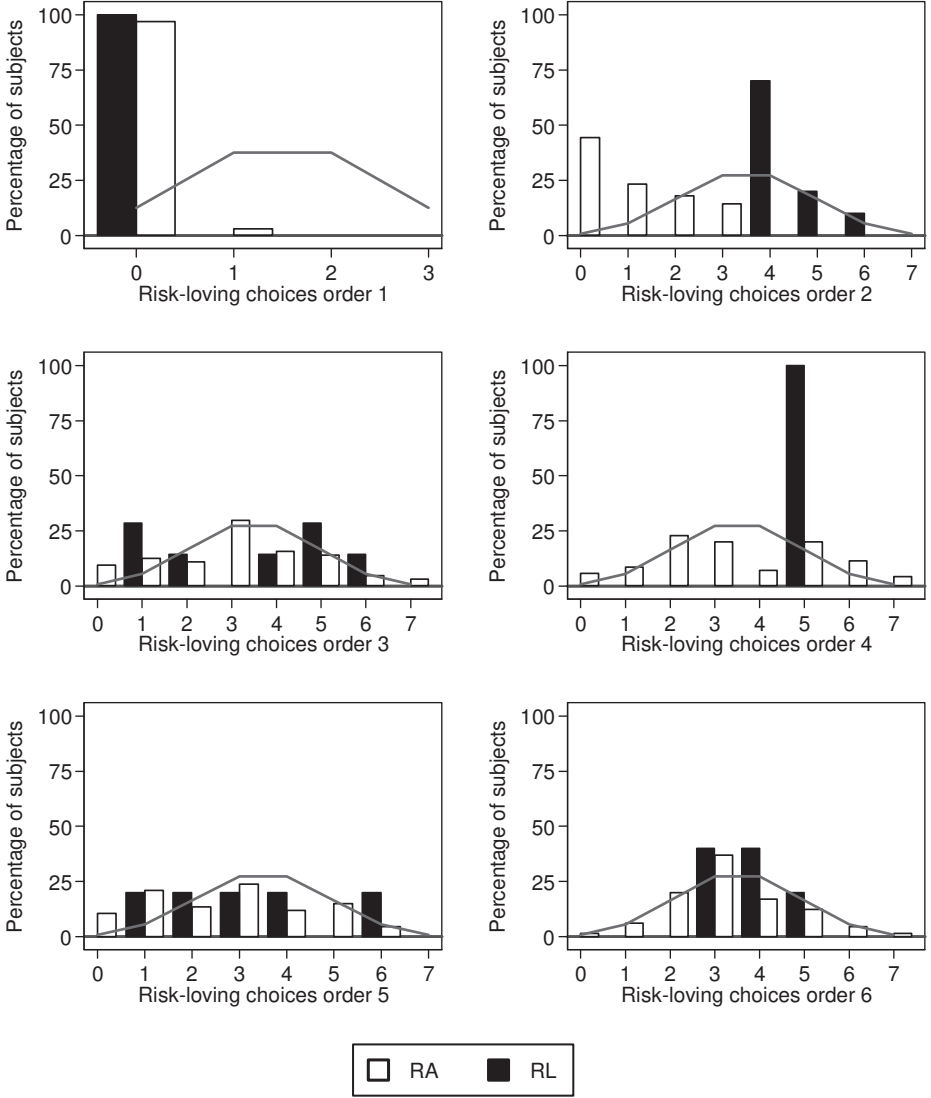 Percentage of subjects
100
75
50
25
0
0 1 2 3
Risk-loving choices order 1
Percentage of subjects
100
75
50
25
0
0 1 2 3 4 5 6 7
Risk-loving choices order 2
Percentage of subjects
100
75
50
25
0
0 1 2 3 4 5 6 7
Risk-loving choices order 3
Percentage of subjects
100
75
50
25
0
0 1 2 3 4 5 6 7
Risk-loving choices order 4
Percentage of subjects
100
75
50
25
0
0 1 2 3 4 5 6 7
Risk-loving choices order 5
Percentage of subjects
100
75
50
25
0
0 1 2 3 4 5 6 7
Risk-loving choices order 6
RA RL